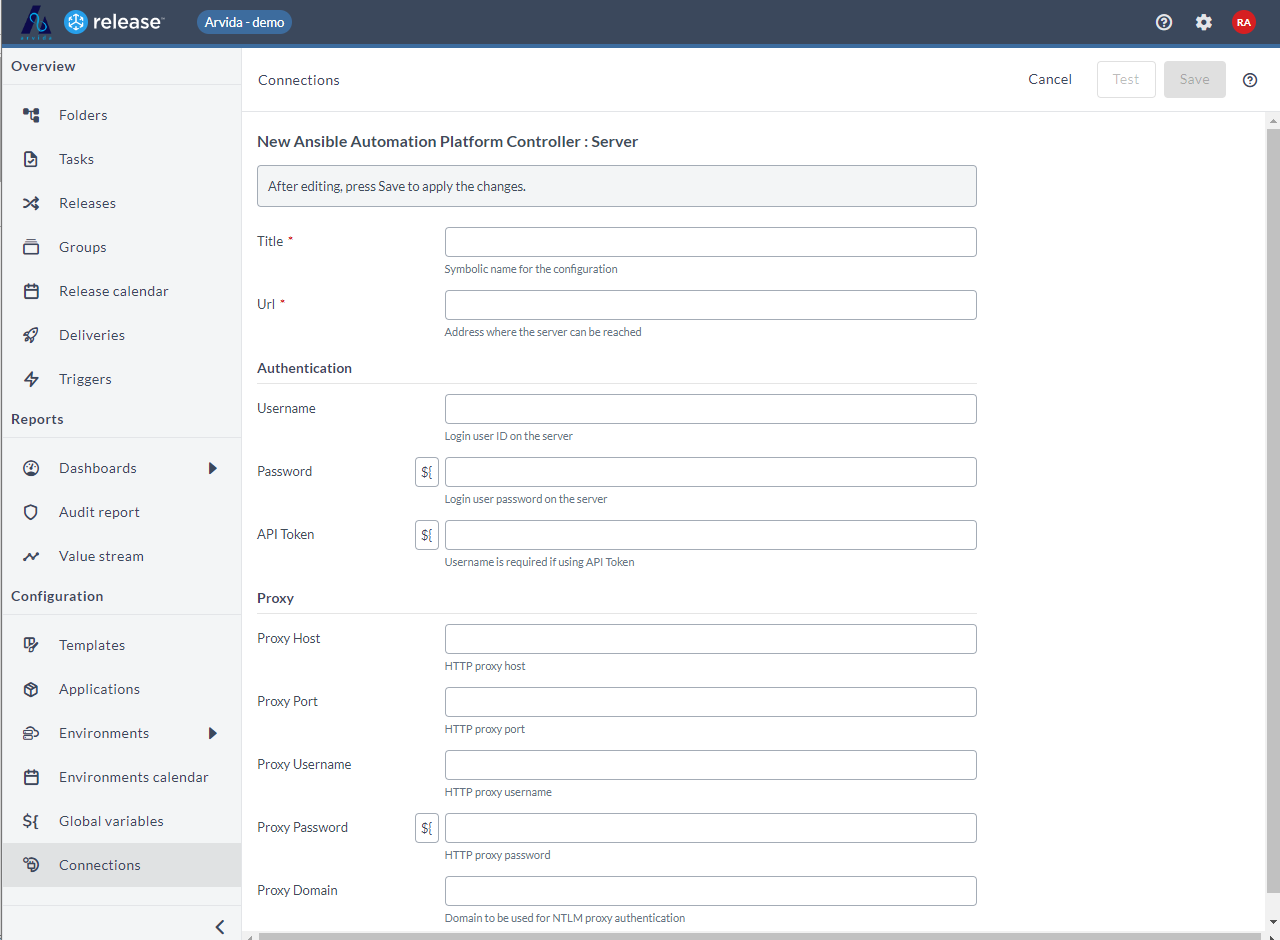 Arvida
release
Arvida - demo
RA
Overview
Folders
Tasks
Releases
Groups
Release calendar
Deliveries
Triggers
Reports
Dashboards
Audit report
Value stream
Configuration
Templates
Applications
Environments
Environments calendar
${ Global variables
Connections
Connections
Cancel
Test
Save
New Ansible Automation Platform Controller : Server
After editing, press Save to apply the changes.
Title *
Symbolic name for the configuration
Url *
Address where the server can be reached
Authentication
Username
Login user ID on the server
Password ${
Login user password on the server
API Token ${
Username is required if using API Token
Proxy
Proxy Host
HTTP proxy host
Proxy Port
HTTP proxy port
Proxy Username
HTTP proxy username
Proxy Password ${
HTTP proxy password
Proxy Domain
Domain to be used for NTLM proxy authentication